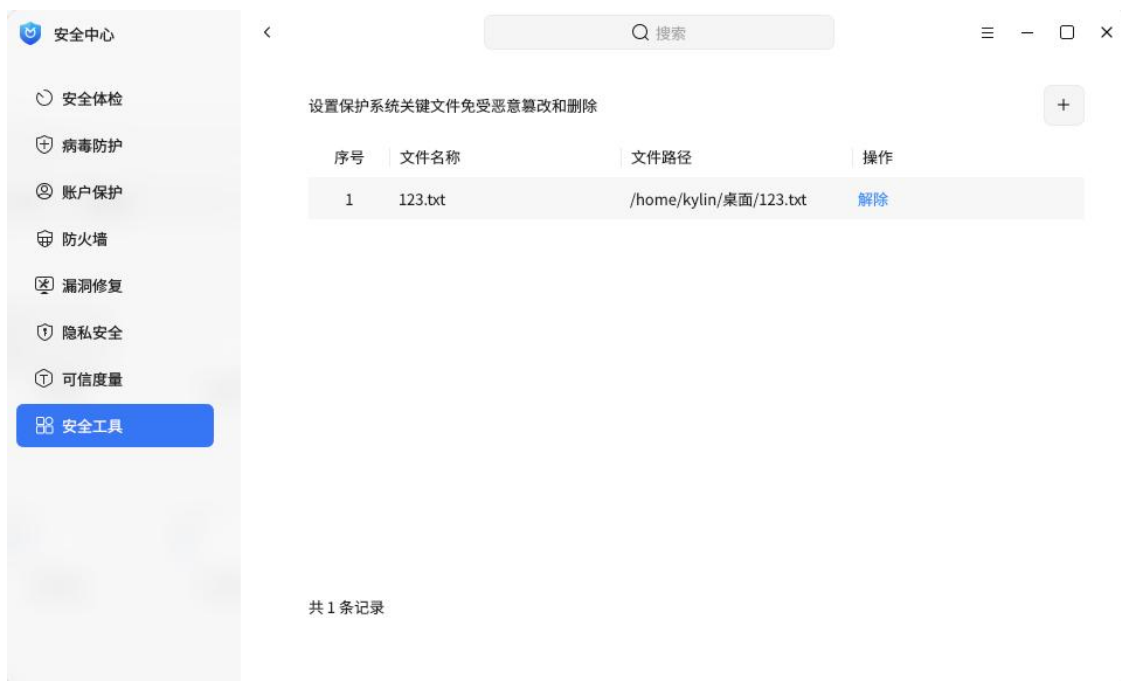 安全中心
搜索
安全体检
病毒防护
账户保护
防火墙
漏洞修复
隐私安全
可信度量
安全工具
设置保护系统关键文件免受恶意篡改和删除
序号 文件名称 文件路径 操作
1 123.txt /home/kylin/桌面/123.txt 解除
共 1 条记录